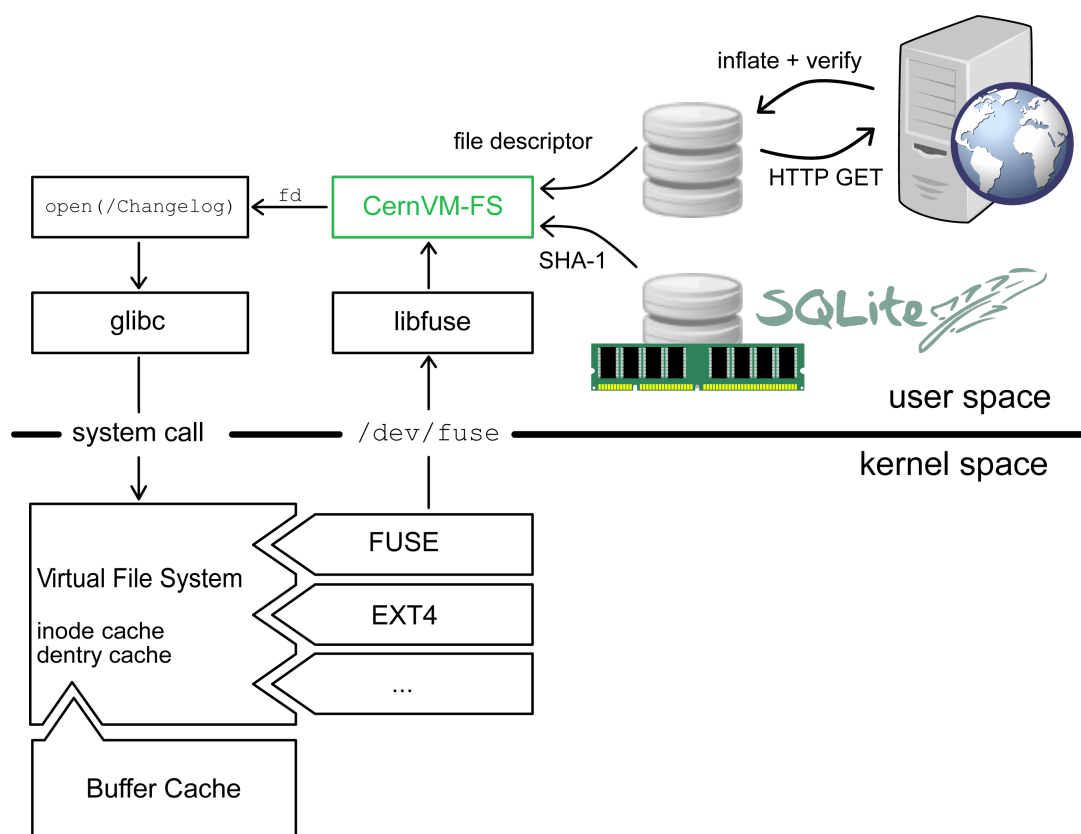 inflate + verify
file descriptor
HTTP GET
open(/Changelog)
fd
CernVM-FS
SHA-1
glibc
libfuse
SQLite
user space
system call
/dev/fuse
kernel space
FUSE
Virtual File System
EXT4
inode cache
dentry cache
...
Buffer Cache